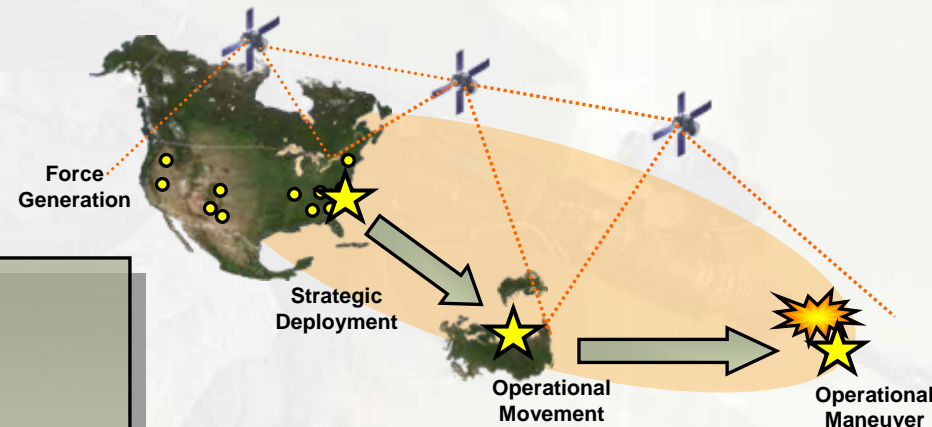 Force
Generation
Strategic
Deployment
Operational
Movement
Operational
Maneuver